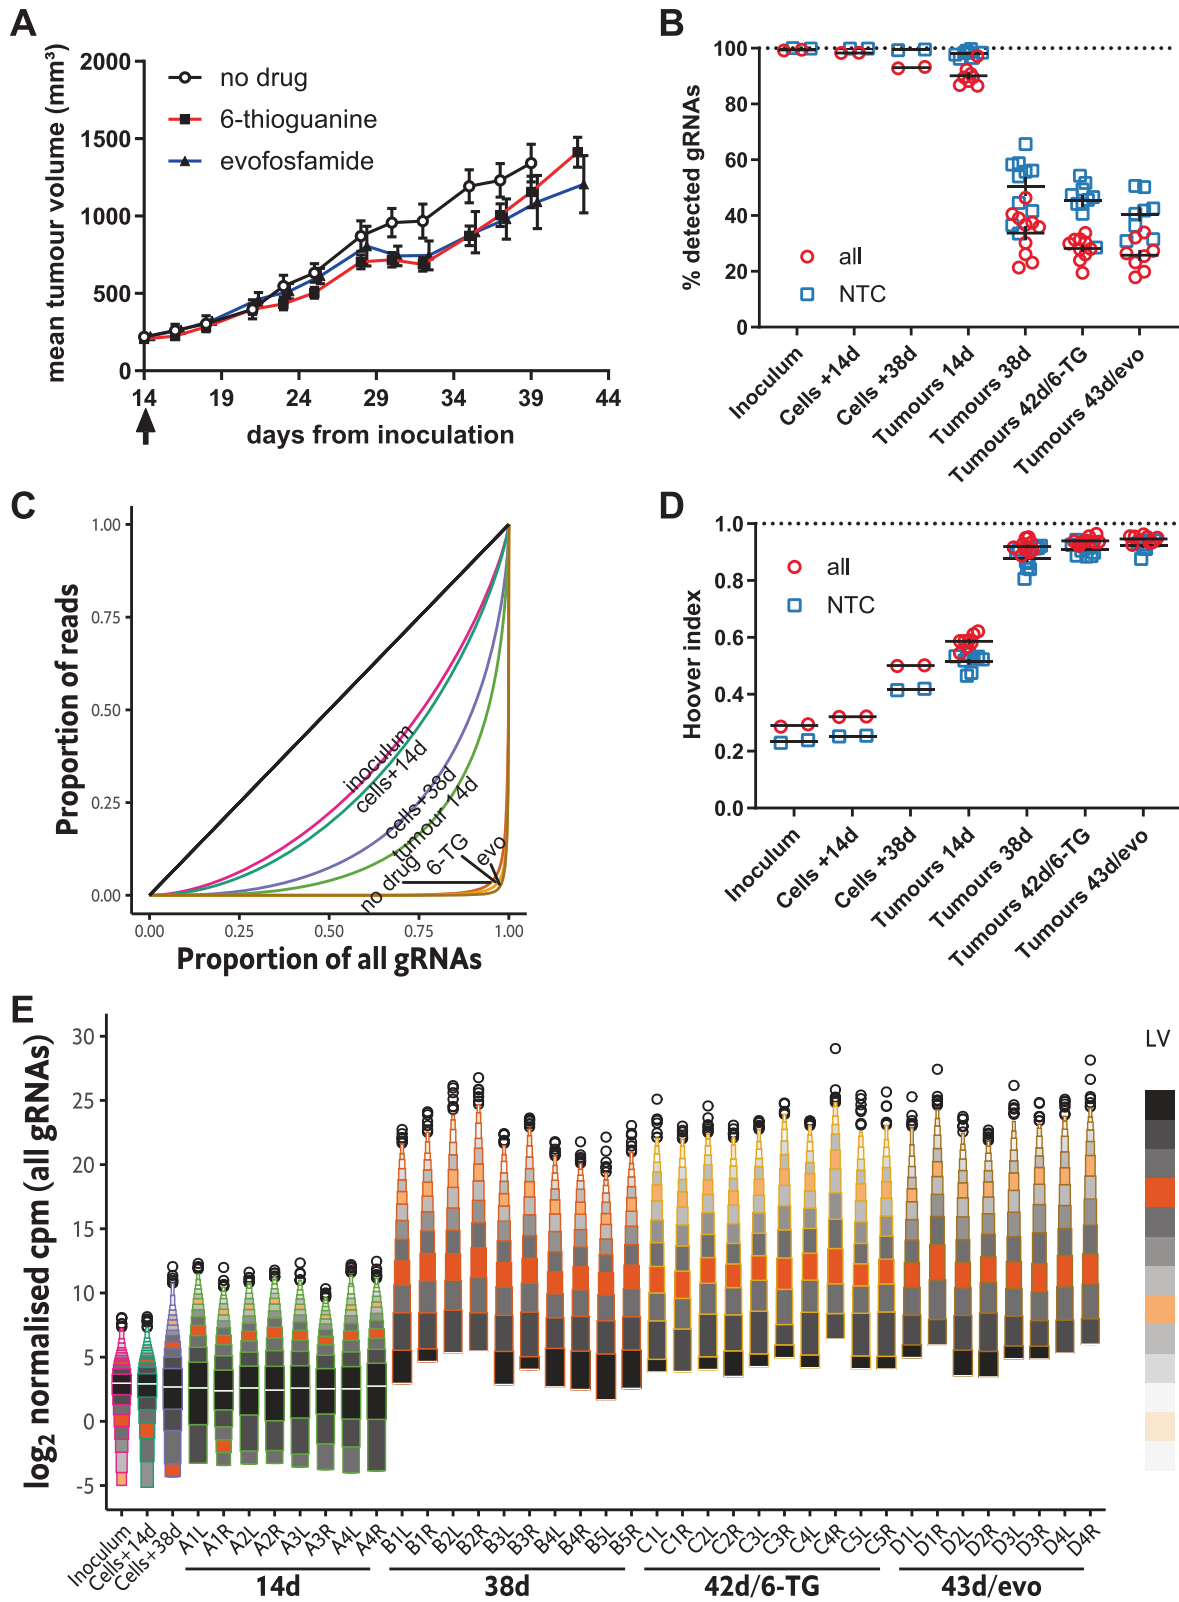 A
mean tumour volume (mm³)
2000
1500
1000
500
0
no drug
6-thioguanine
evofosfamide
14
19
24
29
34
39
44
days from inoculation
B
% detected gRNAs
100
80
60
40
20
0
all
NTC
Inoculum
Cells +14d
Cells +38d
Tumours 14d
Tumours 38d
Tumours 42d/6-TG
Tumours 43d/evo
C
Proportion of reads
1.00
0.75
0.50
0.25
0.00
inoculum
cells+14d
cells+38d
tumour 14d
no drug
6-TG
evo
0.00
0.25
0.50
0.75
1.00
Proportion of all gRNAs
D
Hoover index
1.0
0.8
0.6
0.4
0.2
0.0
all
NTC
Inoculum
Cells +14d
Cells +38d
Tumours 14d
Tumours 38d
Tumours 42d/6-TG
Tumours 43d/evo
E
log₂ normalised cpm (all gRNAs)
30
25
20
15
10
5
0
-5
LV
Inoculum
Cells+14d
Cells+38d
A1L
A1R
A2L
A2R
A3L
A3R
A4L
A4R
B1L
B1R
B2L
B2R
B3L
B3R
B4L
B4R
B5L
B5R
C1L
C1R
C2L
C2R
C3L
C3R
C4L
C4R
C5L
C5R
D1L
D1R
D2L
D2R
D3L
D3R
D4L
D4R
14d
38d
42d/6-TG
43d/evo